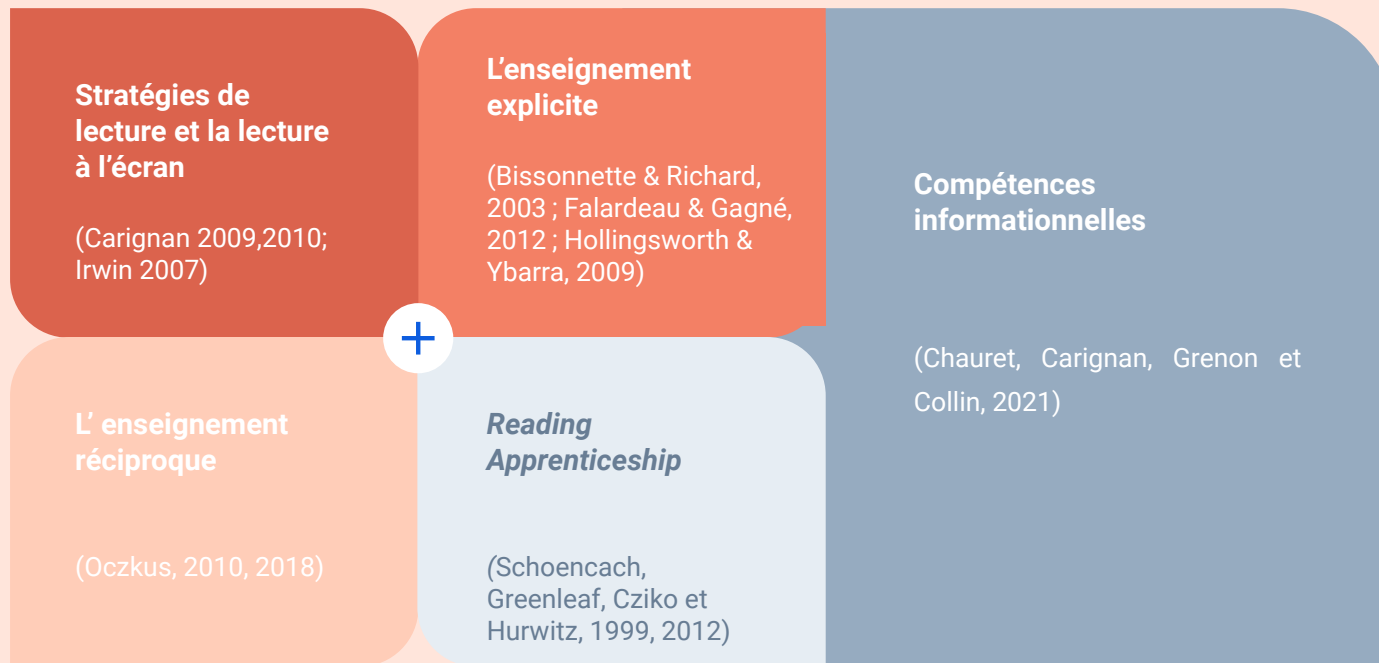 Stratégies de
lecture et la lecture
à l'écran
(Carignan 2009,2010;
Irwin 2007)
L'enseignement
explicite
(Bissonnette & Richard,
2003 ; Falardeau & Gagné,
2012 ; Hollingsworth &
Ybarra, 2009)
Compétences
informationnelles
(Chauret, Carignan, Grenon et
Collin, 2021)
+
L’ enseignement
réciproque
(Oczkus, 2010, 2018)
Reading
Apprenticeship
(Schoencach,
Greenleaf, Cziko et
Hurwitz, 1999, 2012)